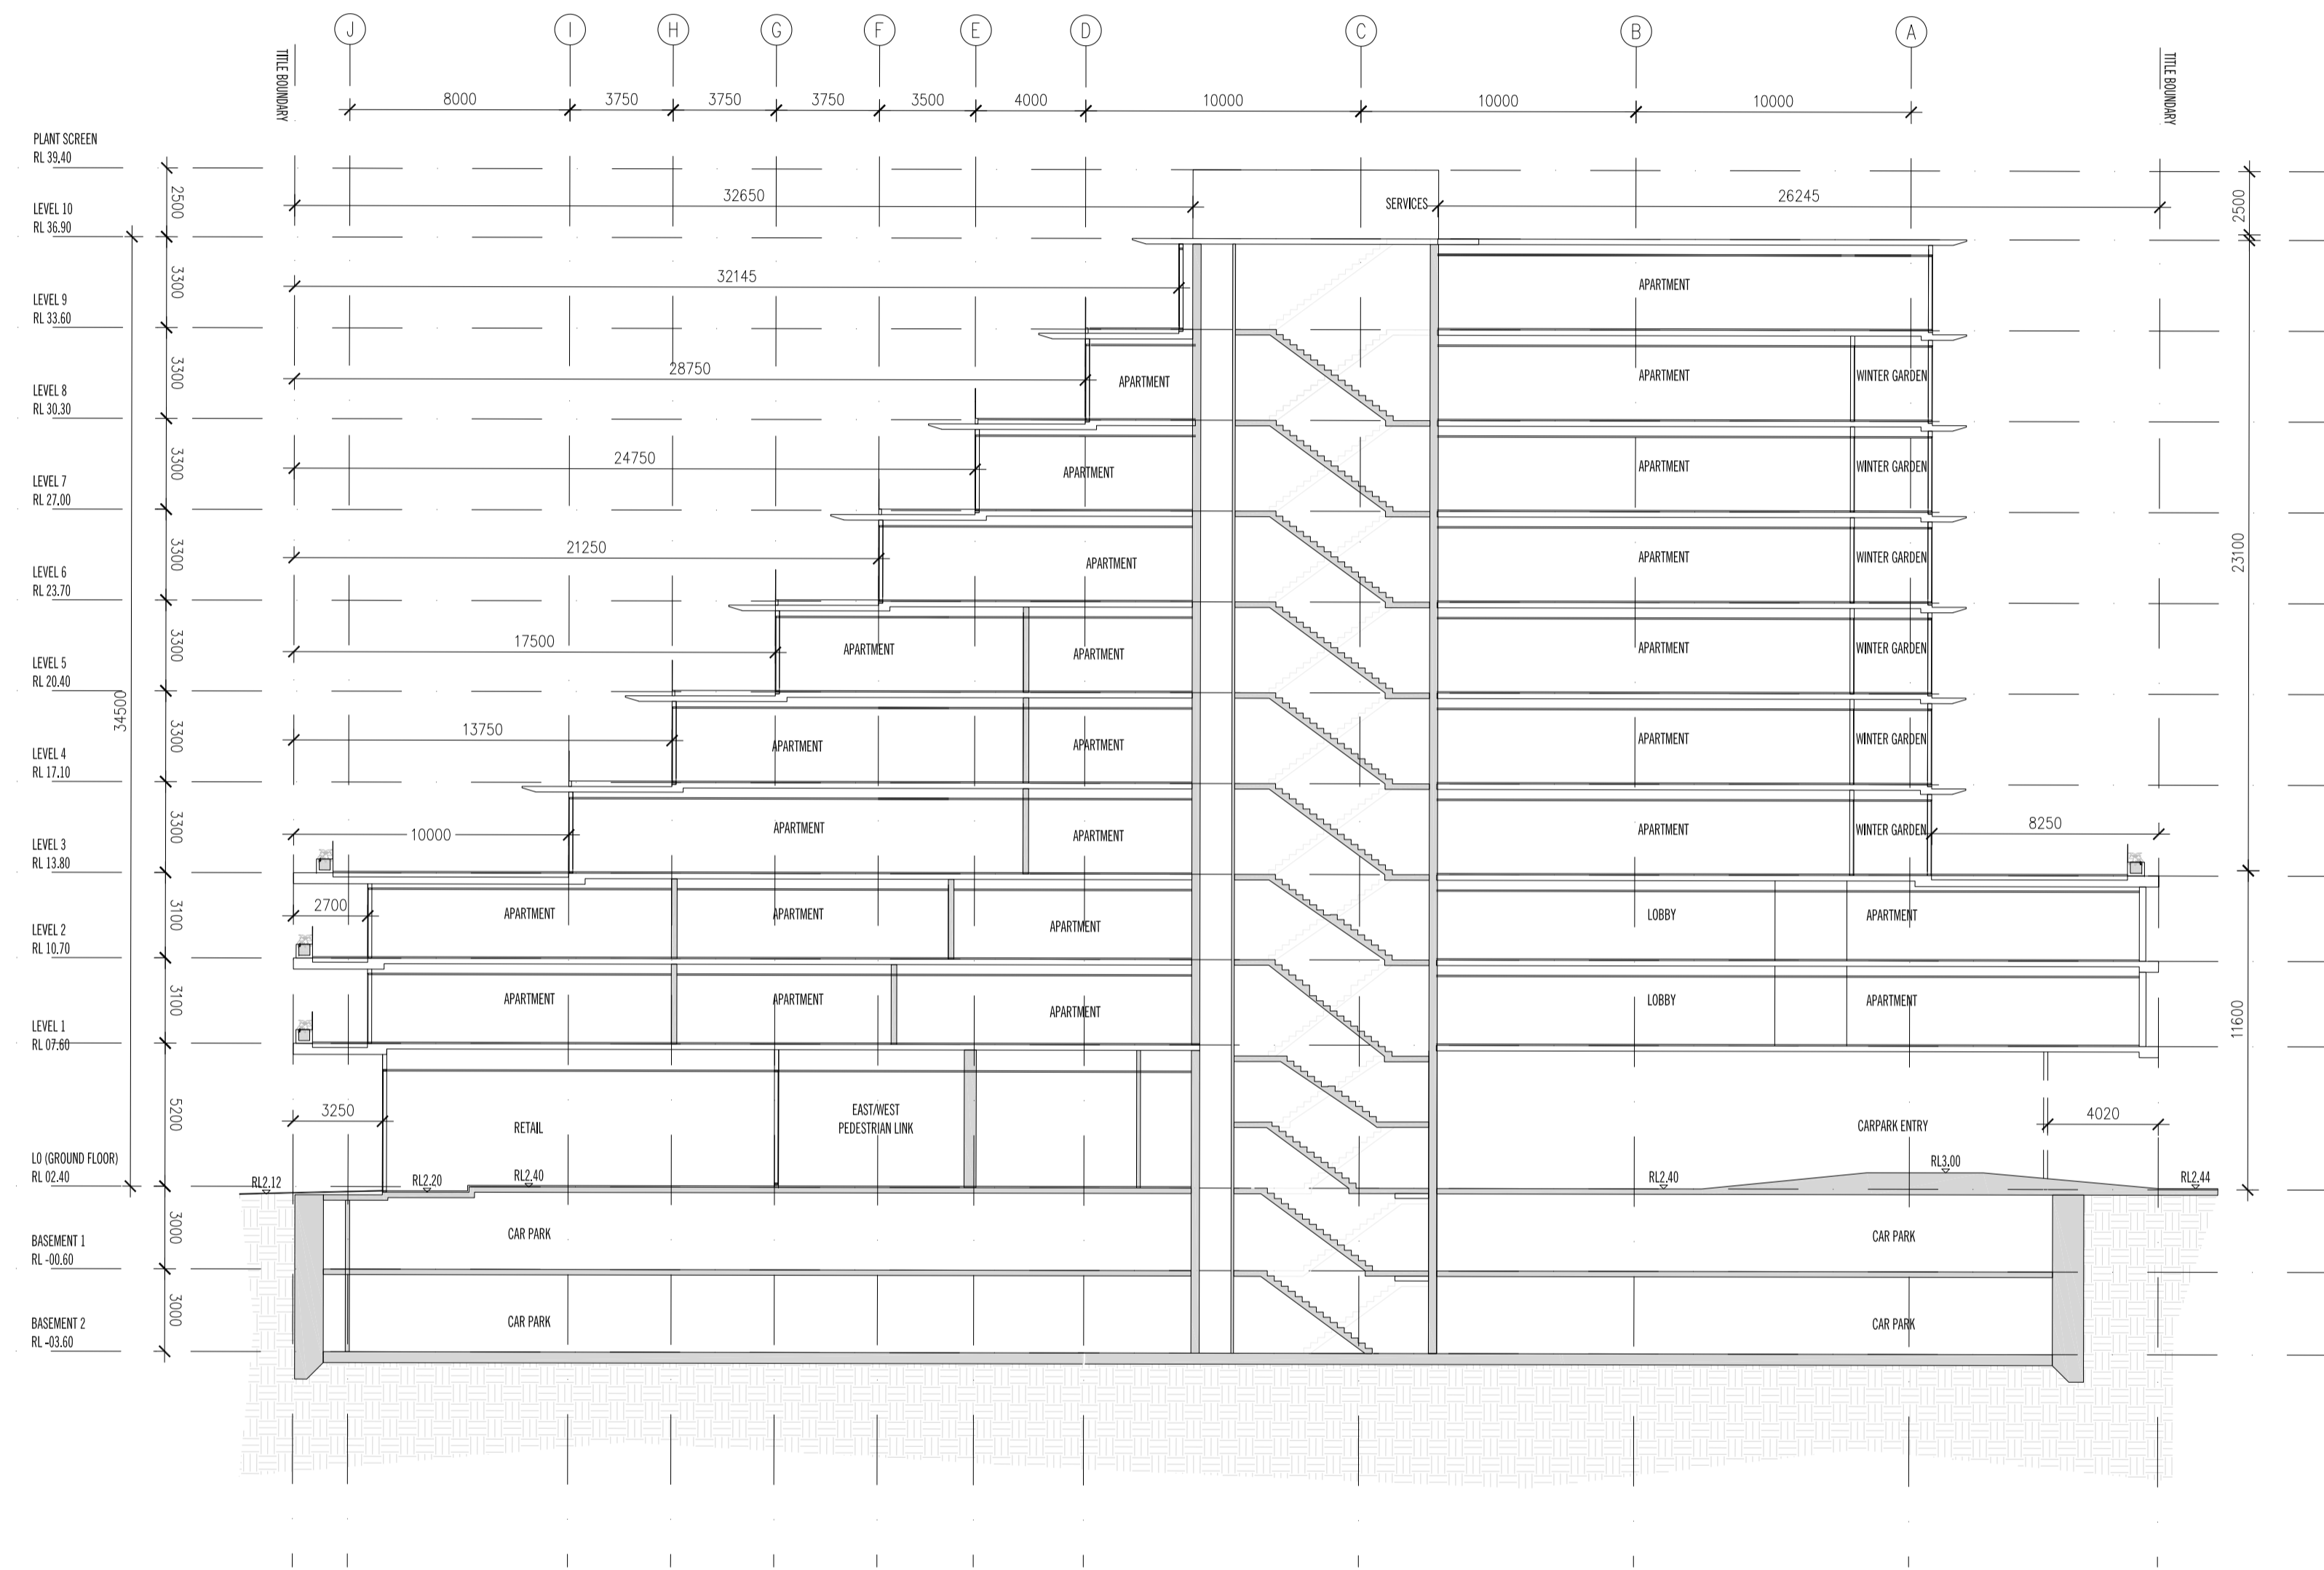 J
I
H
G
F
E
D
C
B
A
TITLE BOUNDARY
TITLE BOUNDARY
8000
3750
3750
3750
3500
4000
10000
10000
10000
PLANT SCREEN
RL 39.40
2500
32650
SERVICES
26245
2500
LEVEL 10
RL 36.90
3300
32145
APARTMENT
LEVEL 9
RL 33.60
3300
28750
APARTMENT
APARTMENT
WINTER GARDEN
LEVEL 8
RL 30.30
3300
24750
APARTMENT
APARTMENT
WINTER GARDEN
LEVEL 7
RL 27.00
3300
21250
APARTMENT
APARTMENT
WINTER GARDEN
23100
LEVEL 6
RL 23.70
3300
17500
APARTMENT
APARTMENT
APARTMENT
WINTER GARDEN
LEVEL 5
RL 20.40
34500
3300
13750
APARTMENT
APARTMENT
APARTMENT
WINTER GARDEN
LEVEL 4
RL 17.10
3300
10000
APARTMENT
APARTMENT
APARTMENT
WINTER GARDEN
8250
LEVEL 3
RL 13.80
3100
2700
APARTMENT
APARTMENT
APARTMENT
LOBBY
APARTMENT
LEVEL 2
RL 10.70
3100
APARTMENT
APARTMENT
APARTMENT
LOBBY
APARTMENT
11600
LEVEL 1
RL 07.60
5200
3250
RETAIL
EAST/WEST
PEDESTRIAN LINK
CARPARK ENTRY
4020
L0 (GROUND FLOOR)
RL 02.40
RL2.12
RL2.20
RL2.40
RL2.40
RL3.00
RL2.44
3000
CAR PARK
CAR PARK
BASEMENT 1
RL -00.60
3000
CAR PARK
CAR PARK
BASEMENT 2
RL -03.60